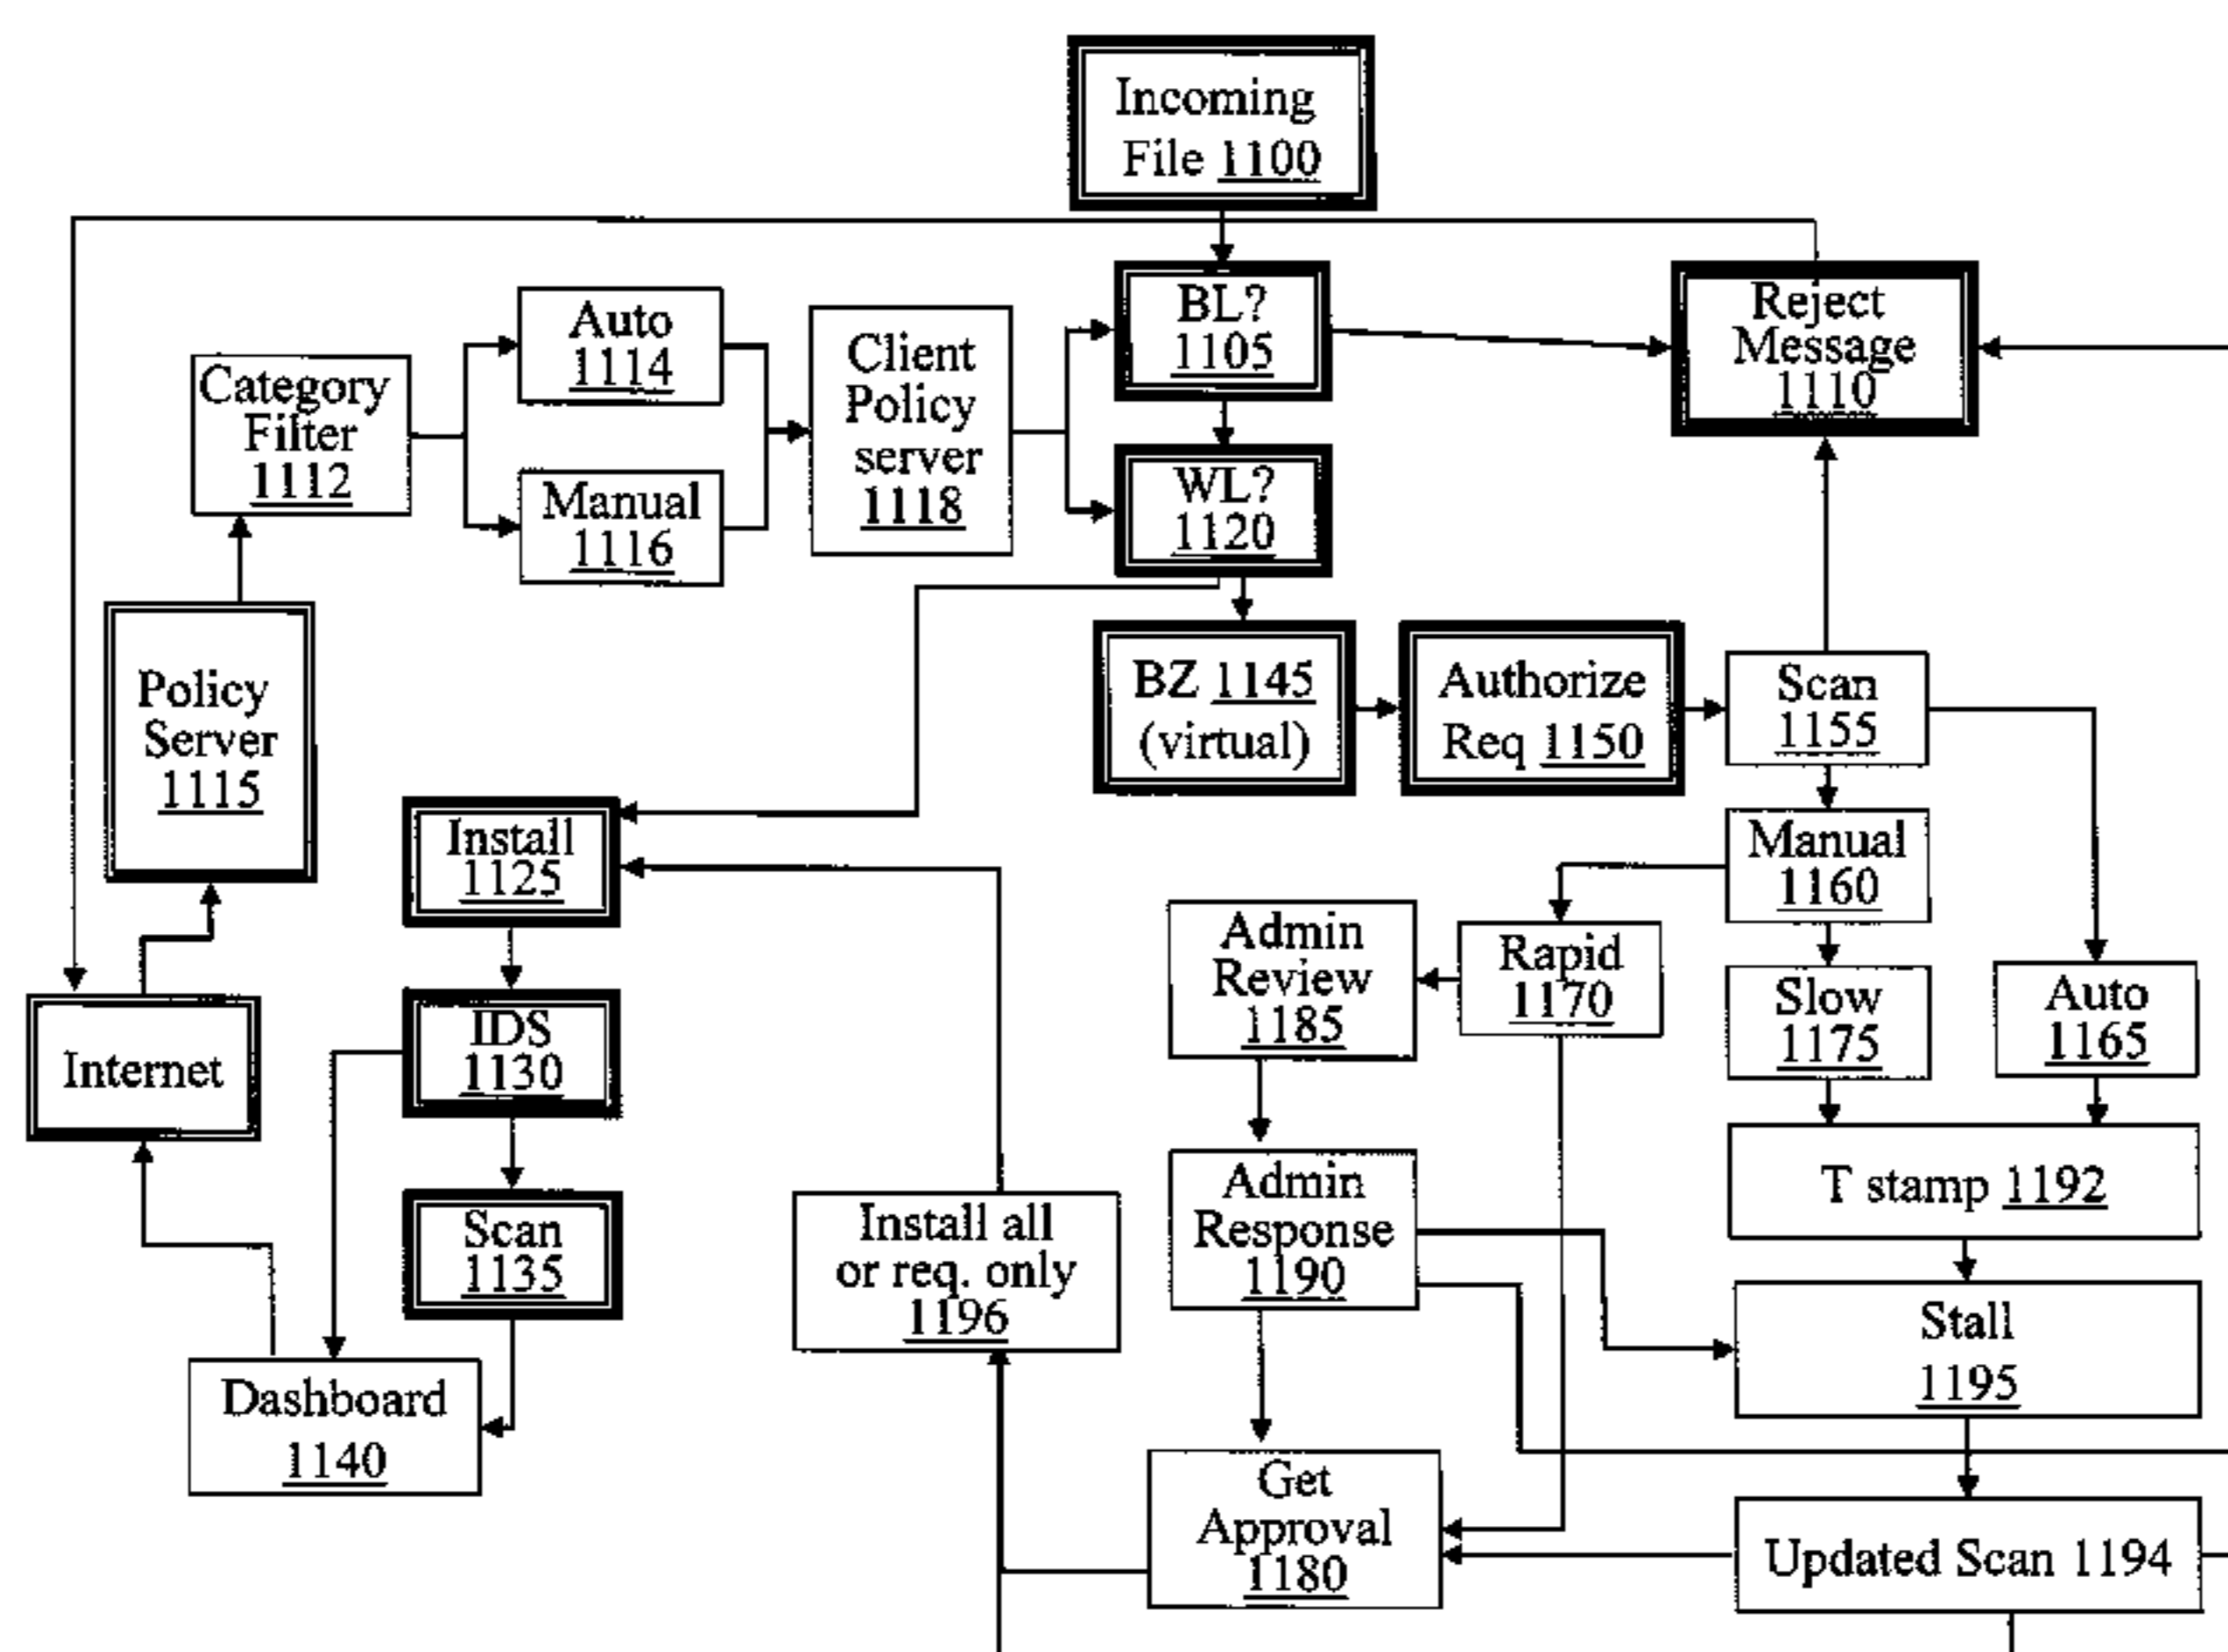 Incoming
File 1100
BL?
1105
Reject
Message
1110
Auto
1114
Client
Policy
server
1118
Category
Filter
1112
Manual
1116
WL?
1120
Policy
Server
1115
BZ 1145
(virtual)
Authorize
Req 1150
Scan
1155
Install
1125
Manual
1160
Admin
Review
1185
Rapid
1170
Slow
1175
Auto
1165
Internet
IDS
1130
Scan
1135
Install all
or req. only
1196
Admin
Response
1190
T stamp 1192
Stall
1195
Dashboard
1140
Get
Approval
1180
Updated Scan 1194